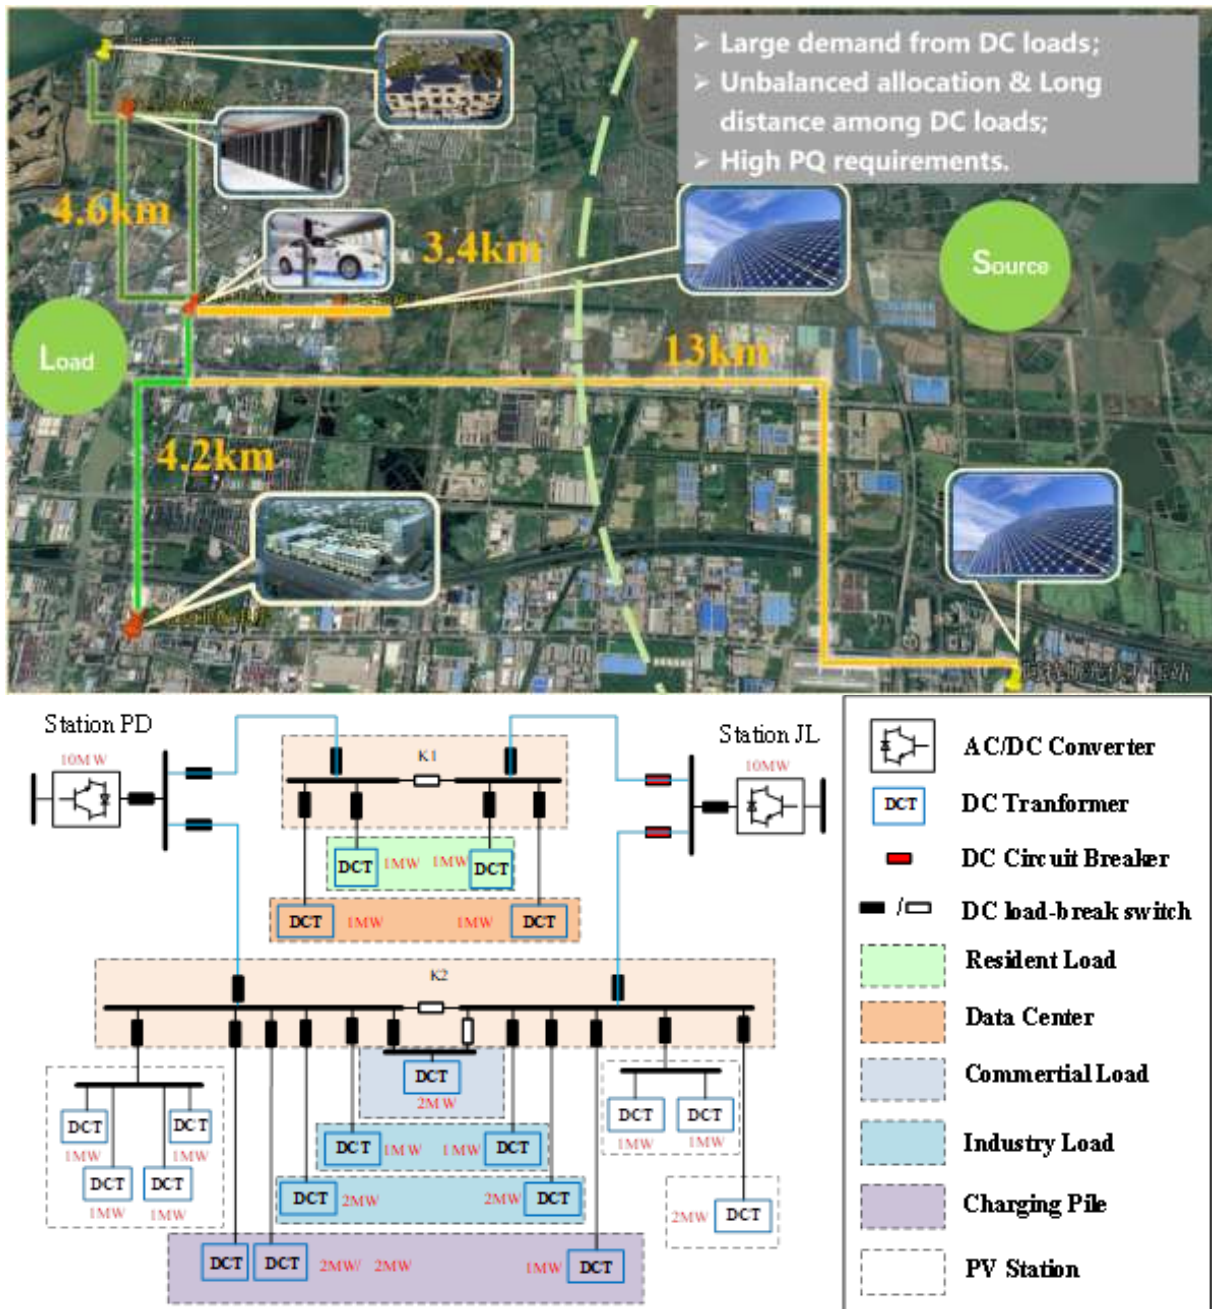 ➢ Large demand from DC loads;
➢ Unbalanced allocation & Long
distance among DC loads;
➢ High PQ requirements.
4.6km
3.4km
Source
Load
13km
4.2km
Station PD
10MW
K1
Station JL
10MW
DCT 1MW 1MW DCT
DCT 1MW 1MW DCT
K2
DCT
2MW
DCT DCT
1MW 1MW
DCT DCT
1MW 1MW
DCT 1MW 1MW DCT
DCT DCT
1MW 1MW
DCT 2MW 2MW DCT
2MW DCT
DCT DCT 2MW/ 2MW 1MW DCT
AC/DC Converter
DCT DC Tranformer
DC Circuit Breaker
/ DC load-break switch
Resident Load
Data Center
Commertial Load
Industry Load
Charging Pile
PV Station